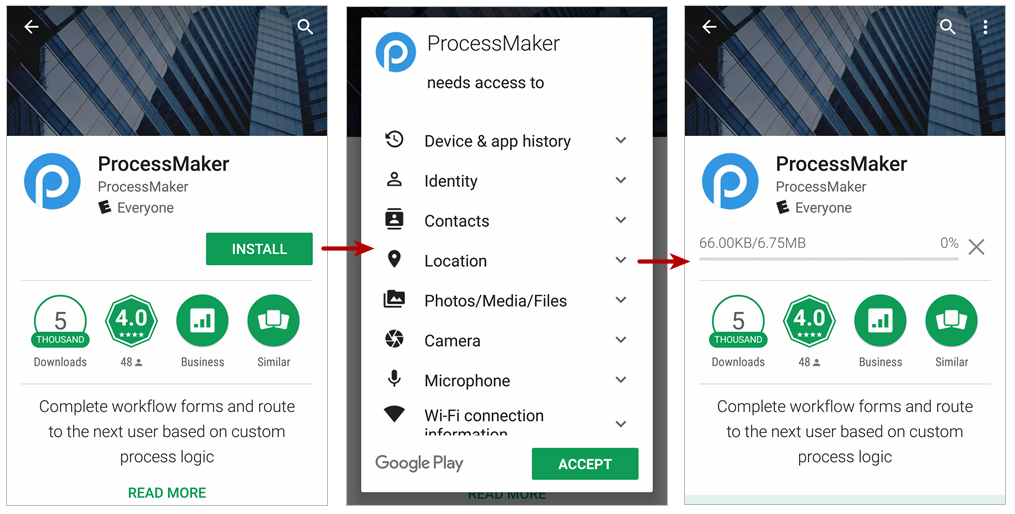 ProcessMaker
ProcessMaker
Everyone
INSTALL
5
THOUSAND
Downloads
4.0
48
Business
Similar
Complete workflow forms and route
to the next user based on custom
process logic
READ MORE
ProcessMaker
needs access to
Device & app history
Identity
Contacts
Location
Photos/Media/Files
Camera
Microphone
Wi-Fi connection
information
Google Play
ACCEPT
READ MORE
ProcessMaker
ProcessMaker
Everyone
66.00KB/6.75MB 0%
5
THOUSAND
Downloads
4.0
48
Business
Similar
Complete workflow forms and route
to the next user based on custom
process logic